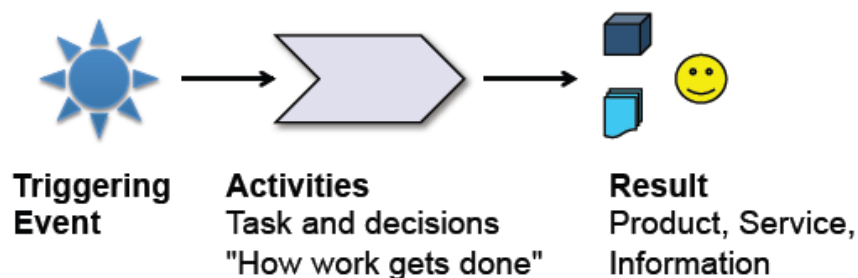 Triggering
Event
Activities
Task and decisions
"How work gets done"
Result
Product, Service,
Information